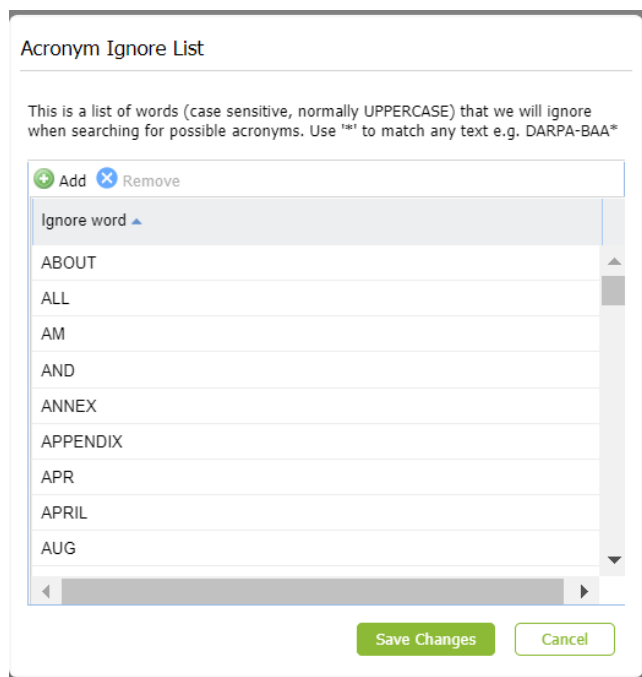 Acronym Ignore List
This is a list of words (case sensitive, normally UPPERCASE) that we will ignore
when searching for possible acronyms. Use '*' to match any text e.g. DARPA-BAA*
Add Remove
Ignore word
ABOUT
ALL
AM
AND
ANNEX
APPENDIX
APR
APRIL
AUG
Save Changes Cancel